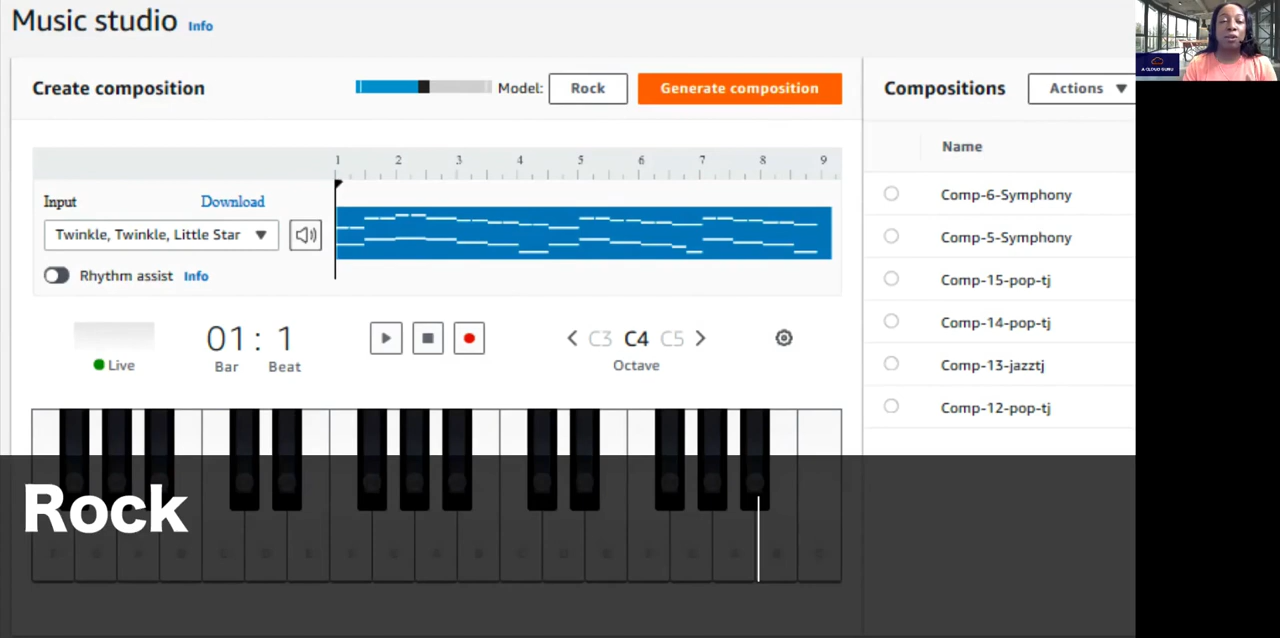 Music studio Info
Create composition
Model: Rock Generate composition
Compositions Actions
1 2 3 4 5 6 7 8 9
Name
Input Download
Twinkle, Twinkle, Little Star
Rhythm assist Info
Comp-6-Symphony
Comp-5-Symphony
Comp-15-pop-tj
Comp-14-pop-tj
Comp-13-jazztj
Comp-12-pop-tj
01: 1
Bar Beat
Live
C3 C4 C5
Octave
Rock
A CLOUD GURU